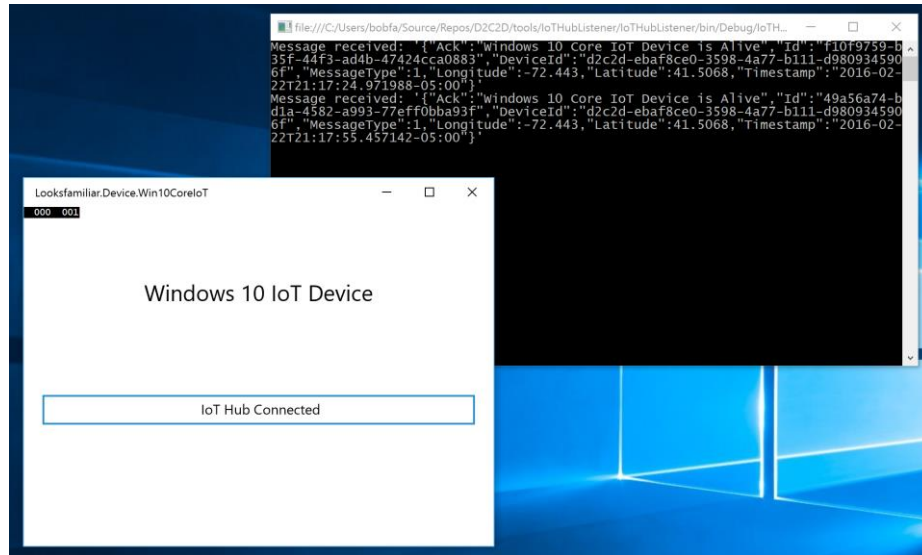 file:///C:/Users/bobfa/Source/Repos/D2C2D/tools/IoTHubListener/IoTHubListener/bin/Debug/IoTH...
Message received: '{"Ack":"Windows 10 Core IoT Device is Alive","Id":"f10f9759-b
35f-44f3-ad4b-47424cca0883","DeviceId":"d2c2d-ebaf8ce0-3598-4a77-b111-d980934590
6f","MessageType":1,"Longitude":-72.443,"Latitude":41.5068,"Timestamp":"2016-02-
22T21:17:24.971988-05:00"}'
Message received: '{"Ack":"Windows 10 Core IoT Device is Alive","Id":"49a56a74-b
d1a-4582-a993-77eff0bba93f","DeviceId":"d2c2d-ebaf8ce0-3598-4a77-b111-d980934590
6f","MessageType":1,"Longitude":-72.443,"Latitude":41.5068,"Timestamp":"2016-02-
22T21:17:55.457142-05:00"}'
Looksfamiliar.Device.Win10CoreIoT
000 001
Windows 10 IoT Device
IoT Hub Connected